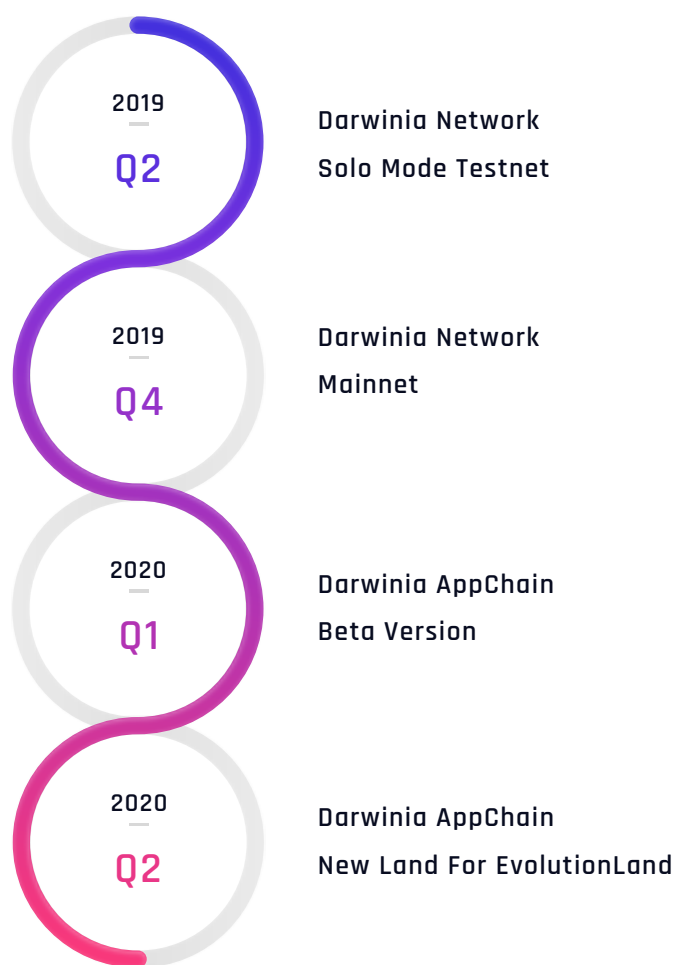 2019
Q2
Darwinia Network
Solo Mode Testnet
2019
Q4
Darwinia Network
Mainnet
2020
Q1
Darwinia AppChain
Beta Version
2020
Q2
Darwinia AppChain
New Land For EvolutionLand